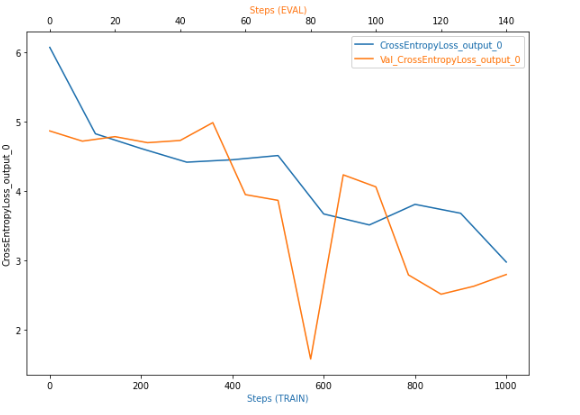 Steps (EVAL)
0 20 40 60 80 100 120 140
CrossEntropyLoss_output_0
Val_CrossEntropyLoss_output_0
6
5
4
3
2
CrossEntropyLoss_output_0
0 200 400 600 800 1000
Steps (TRAIN)